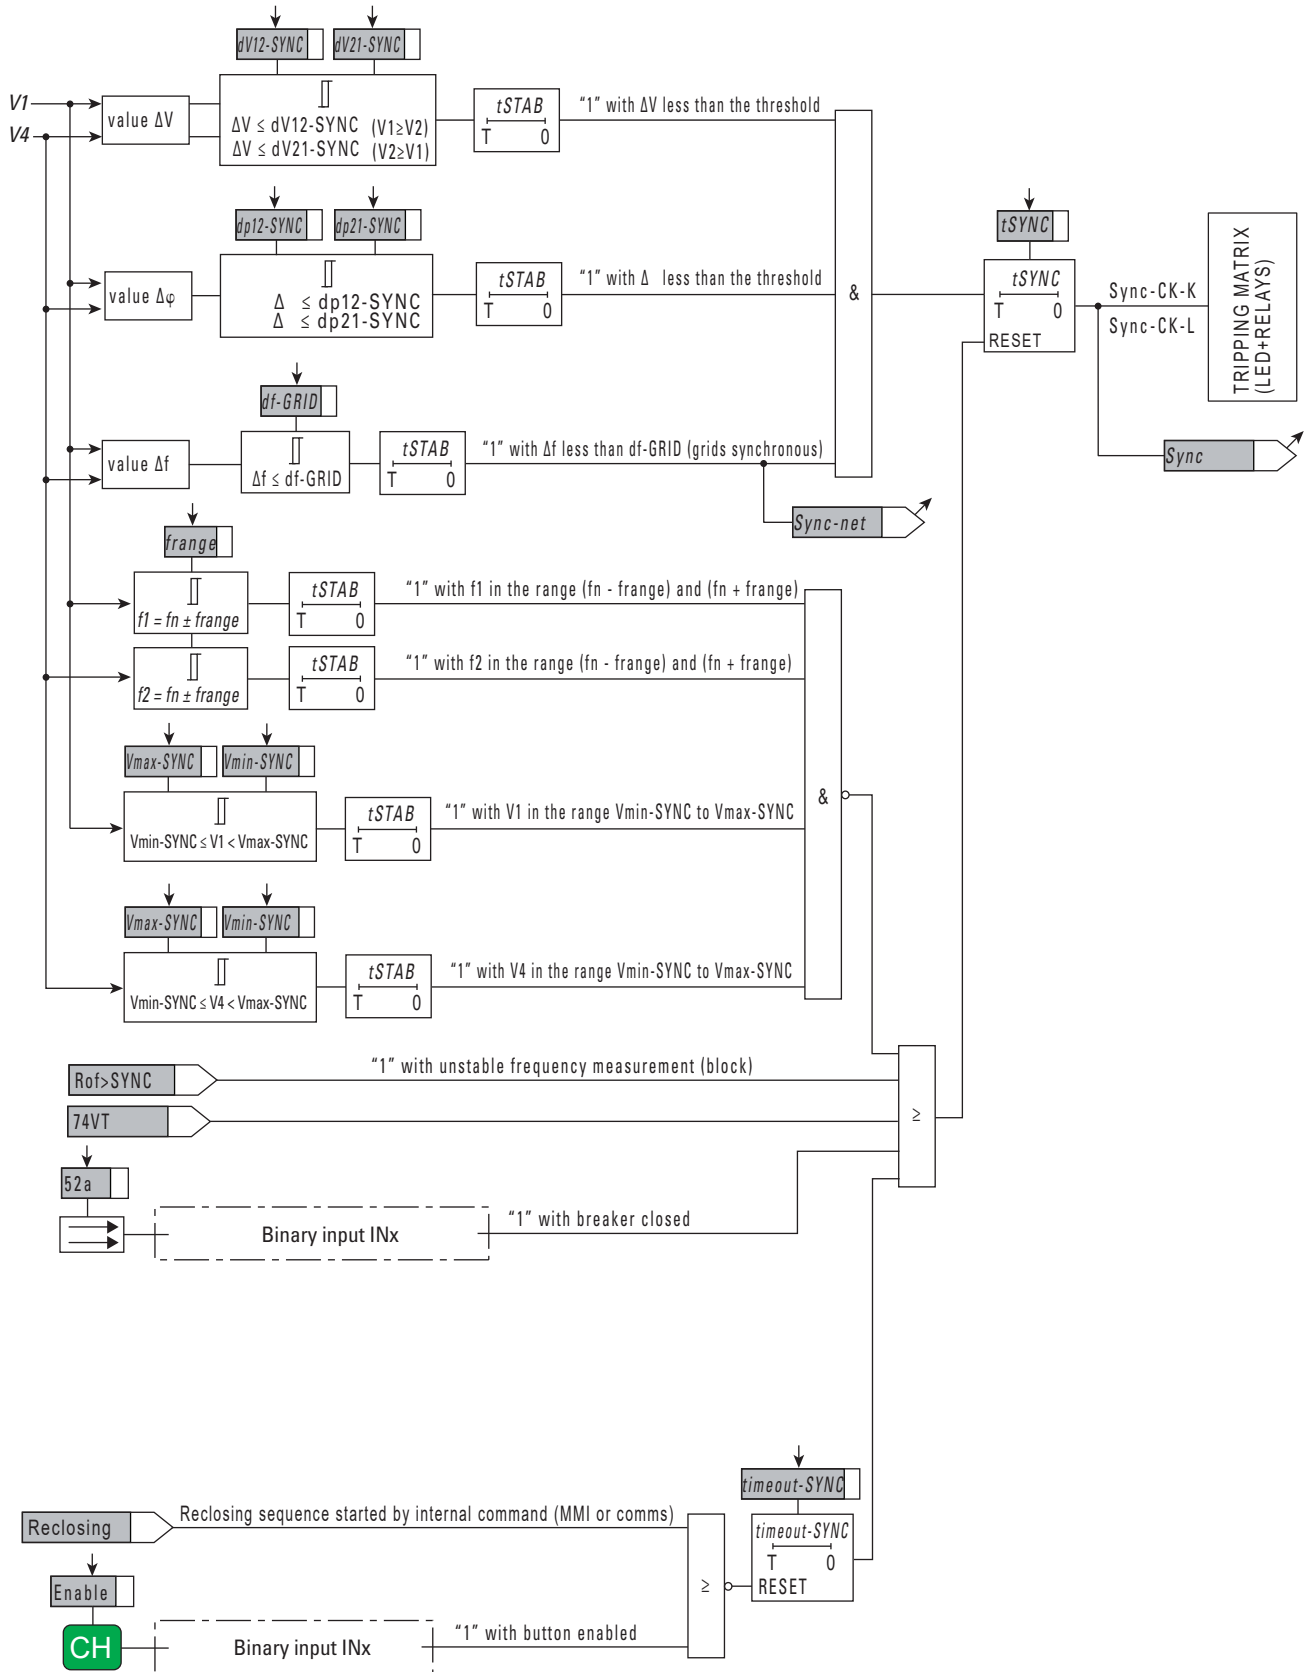 dV12-SYNC
dV21-SYNC
V1
V4
value ΔV
ΔV ≤ dV12-SYNC (V1≥V2)
ΔV ≤ dV21-SYNC (V2≥V1)
tSTAB
T 0
“1” with ΔV less than the threshold
dp12-SYNC
dp21-SYNC
value Δφ
Δ ≤ dp12-SYNC
Δ ≤ dp21-SYNC
tSTAB
T 0
“1” with Δ less than the threshold
&
tSYNC
tSYNC
T 0
RESET
Sync-CK-K
Sync-CK-L
TRIPPING MATRIX
(LED+RELAYS)
Sync
df-GRID
value Δf
Δf ≤ df-GRID
tSTAB
T 0
“1” with Δf less than df-GRID (grids synchronous)
Sync-net
frange
f1 = fn ± frange
tSTAB
T 0
“1” with f1 in the range (fn - frange) and (fn + frange)
f2 = fn ± frange
tSTAB
T 0
“1” with f2 in the range (fn - frange) and (fn + frange)
Vmax-SYNC
Vmin-SYNC
Vmin-SYNC ≤ V1 < Vmax-SYNC
tSTAB
T 0
“1” with V1 in the range Vmin-SYNC to Vmax-SYNC
&
Vmax-SYNC
Vmin-SYNC
Vmin-SYNC ≤ V4 < Vmax-SYNC
tSTAB
T 0
“1” with V4 in the range Vmin-SYNC to Vmax-SYNC
Rof>SYNC
“1” with unstable frequency measurement (block)
74VT
≥
52a
Binary input INx
“1” with breaker closed
timeout-SYNC
timeout-SYNC
T 0
RESET
Reclosing
Reclosing sequence started by internal command (MMI or comms)
≥
Enable
CH
Binary input INx
“1” with button enabled